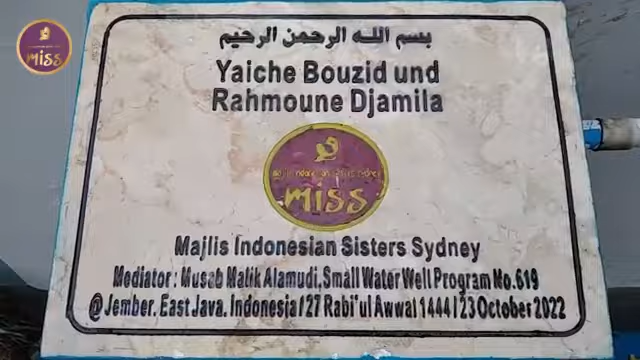 بسم الله الرحمن الرحيم
Yaiche Bouzid und
Rahmoune Djamila
miss
Majlis Indonesian Sisters Sydney
Mediator : Musab Malik Alamudi, Small Water Well Program No.619
@Jember. East Java. Indonesia / 27 Rabi'ul Awwal 1444 / 23 October 2022
miss